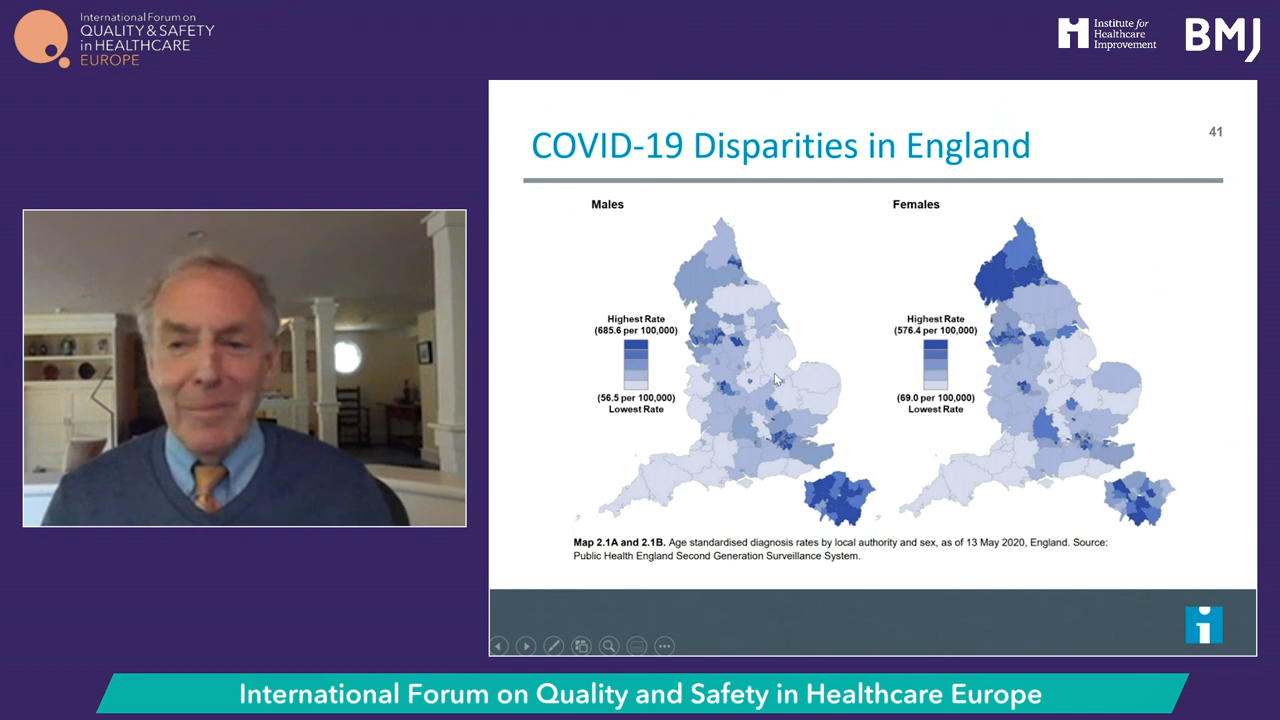 International Forum on
QUALITY & SAFETY
in HEALTHCARE
EUROPE
Institute for
Healthcare
Improvement
BMJ
COVID-19 Disparities in England
41
Males
Females
Highest Rate
(685.6 per 100,000)
(56.5 per 100,000)
Lowest Rate
Highest Rate
(576.4 per 100,000)
(69.0 per 100,000)
Lowest Rate
Map 2.1A and 2.1B. Age standardised diagnosis rates by local authority and sex, as of 13 May 2020, England. Source:
Public Health England Second Generation Surveillance System.
International Forum on Quality and Safety in Healthcare Europe